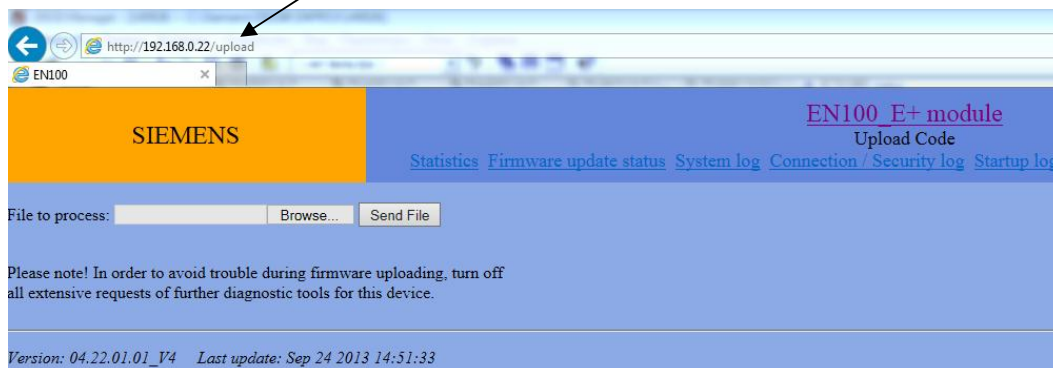 http://192.168.0.22/upload
EN100
SIEMENS
EN100_E+ module
Upload Code
Statistics Firmware update status System log Connection / Security log Startup log
File to process: Browse... Send File
Please note! In order to avoid trouble during firmware uploading, turn off
all extensive requests of further diagnostic tools for this device.
Version: 04.22.01.01_V4 Last update: Sep 24 2013 14:51:33